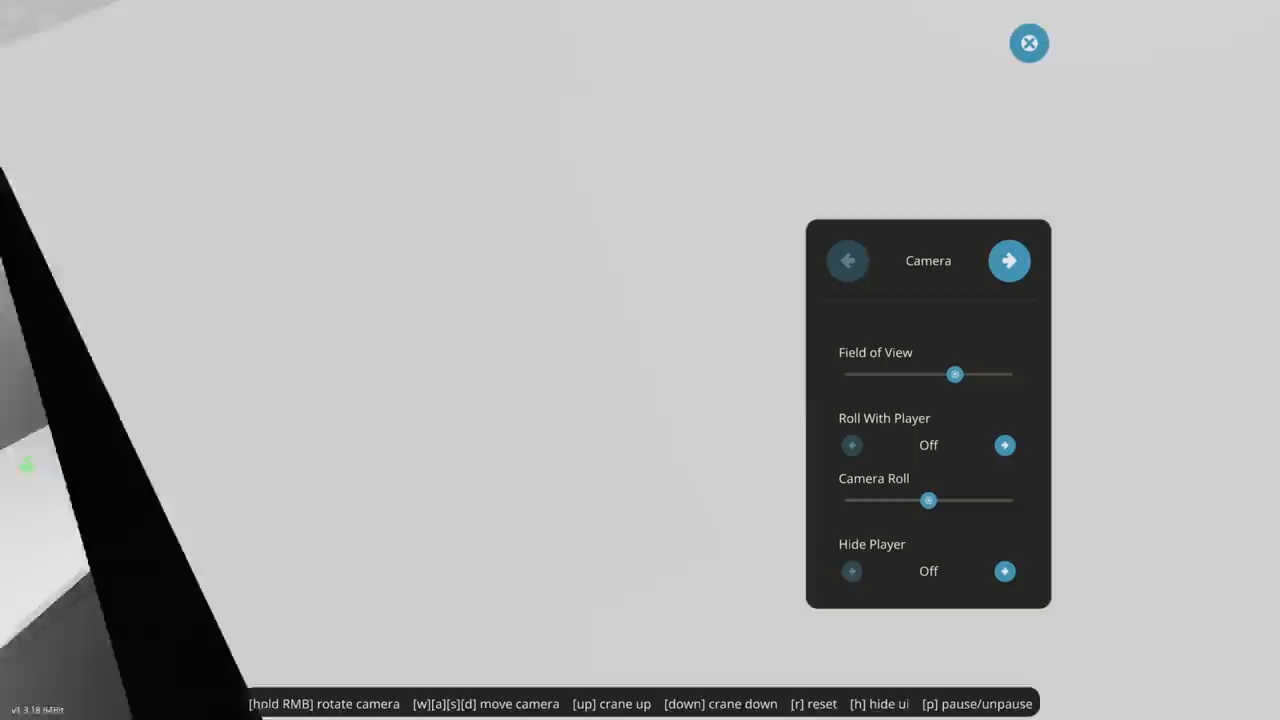 Camera
Field of View
Roll With Player
Off
Camera Roll
Hide Player
Off
[hold RMB] rotate camera [w][a][s][d] move camera [up] crane up [down] crane down [r] reset [h] hide ui [p] pause/unpause